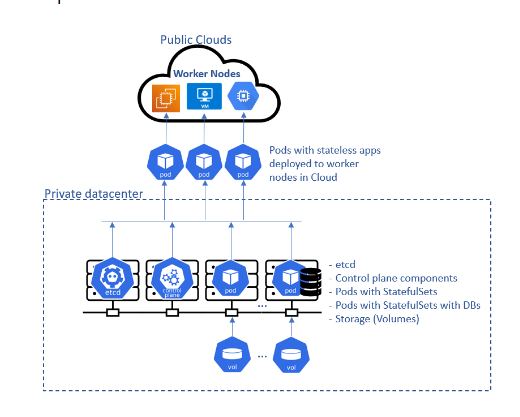 Public Clouds
Worker Nodes
VM
pod pod pod
Pods with stateless apps
deployed to worker
nodes in Cloud
Private datacenter
etcd control plane pod pod
...
- etcd
- Control plane components
- Pods with StatefulSets
- Pods with StatefulSets with DBs
- Storage (Volumes)
vol ... vol